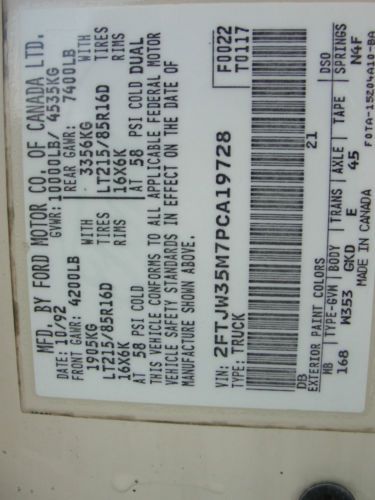 MFD. BY FORD MOTOR CO. OF CANADA LTD.
DATE: 10/92 GVWR: 10000LB/ 4535KG
FRONT GAWR: 4200LB REAR GAWR: 7400LB
1905KG WITH 3356KG WITH
LT215/85R16D TIRES LT215/85R16D TIRES
16X6K RIMS 16X6K RIMS
AT 58 PSI COLD AT 58 PSI COLD DUAL
THIS VEHICLE CONFORMS TO ALL APPLICABLE FEDERAL MOTOR
VEHICLE SAFETY STANDARDS IN EFFECT ON THE DATE OF
MANUFACTURE SHOWN ABOVE.
VIN: 2FTJW35M7PCA19728 F0022
TYPE: TRUCK T0117
DB 21
EXTERIOR PAINT COLORS DSO
WB TYPE-GVM BODY TRANS AXLE TAPE SPRINGS
168 W353 GKD E 45 N4F
MADE IN CANADA